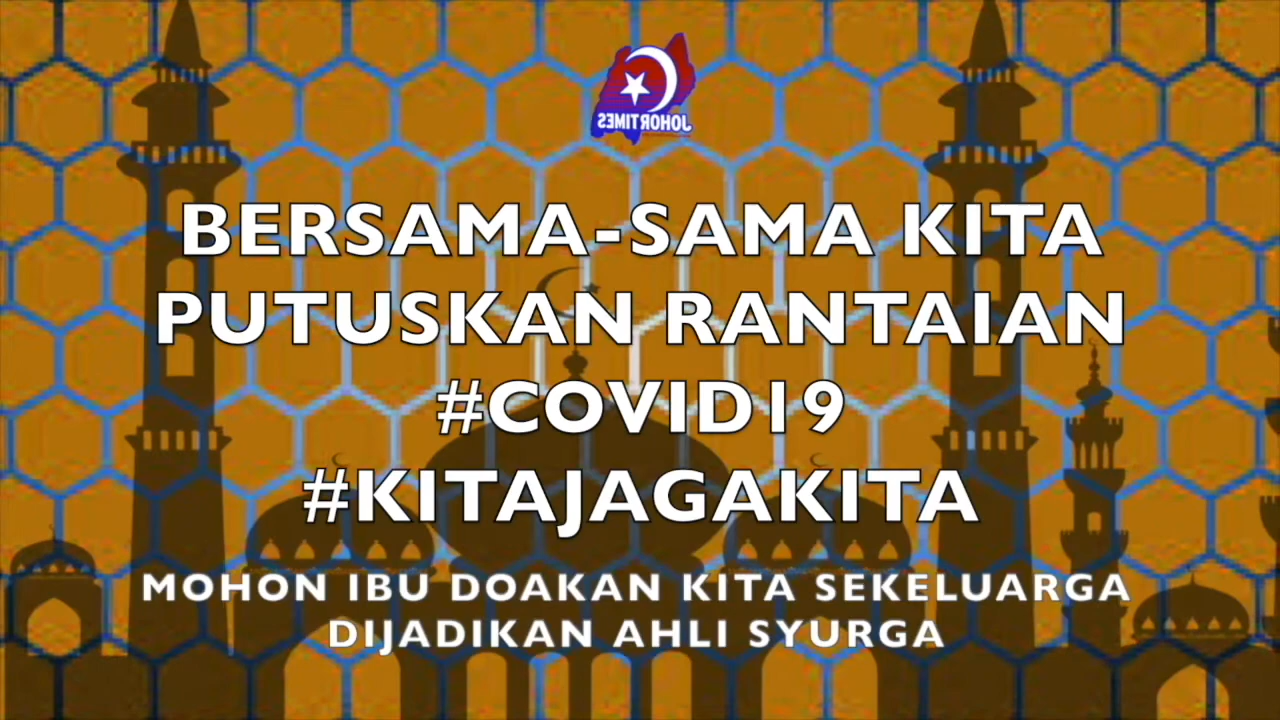 JOHORTIMES
BERSAMA-SAMA KITA
PUTUSKAN RANTAIAN
#COVID19
#KITAJAGAKITA
MOHON IBU DOAKAN KITA SEKELUARGA
DIJADIKAN AHLI SYURGA